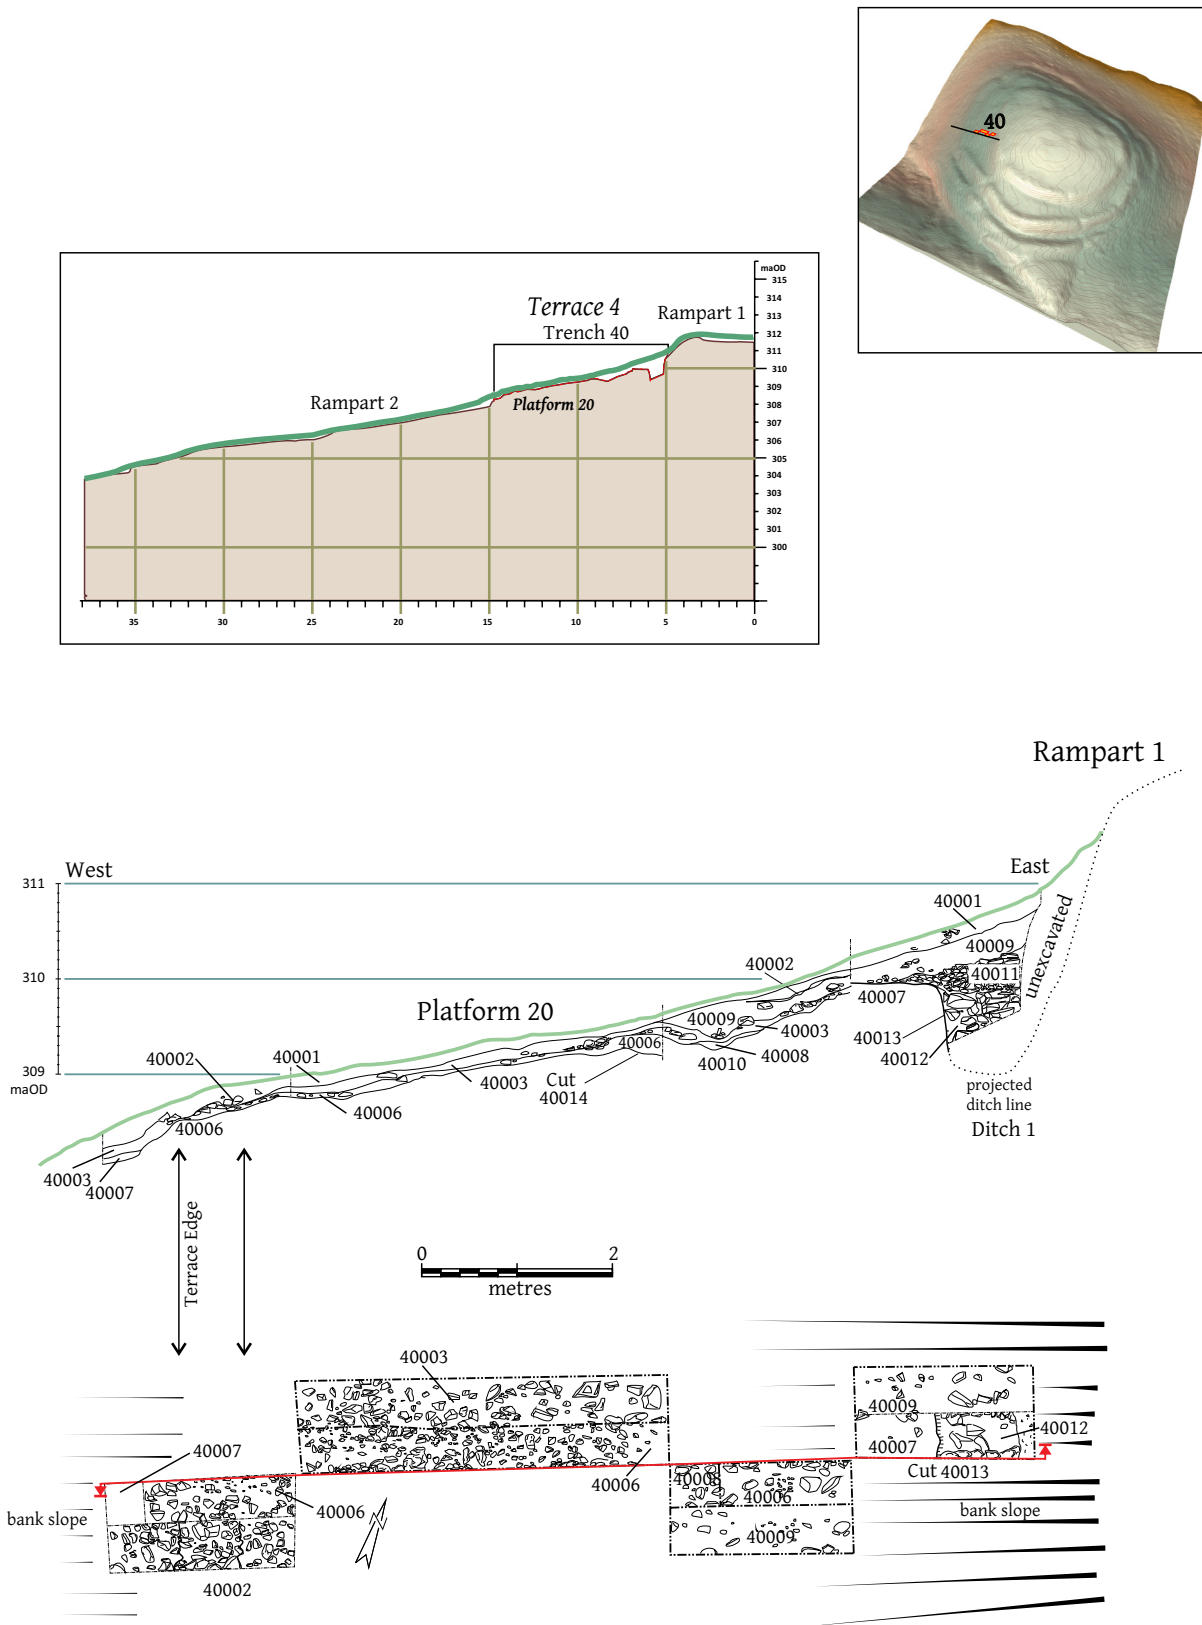 40
maOD
315
314
313
312
311
310
309
308
307
306
305
304
303
302
301
300
Terrace 4
Trench 40
Rampart 1
Rampart 2
Platform 20
35
30
25
20
15
10
5
0
Rampart 1
West
East
311
310
309
maOD
40001
40009
40011
unexcavated
40002
40007
Platform 20
40009
40003
40013
40006
40008
40012
40010
40002
40001
40003
Cut
40014
projected
ditch line
Ditch 1
40006
40006
40003
40007
Terrace Edge
0
2
metres
40003
40009
40012
40007
40007
40006
40008
Cut 40013
40006
40006
bank slope
bank slope
40009
40002